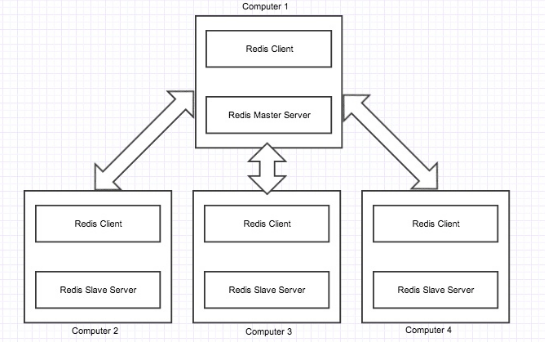 Computer 1
Redis Client
Redis Master Server
Redis Client
Redis Slave Server
Computer 2
Redis Client
Redis Slave Server
Computer 3
Redis Client
Redis Slave Server
Computer 4